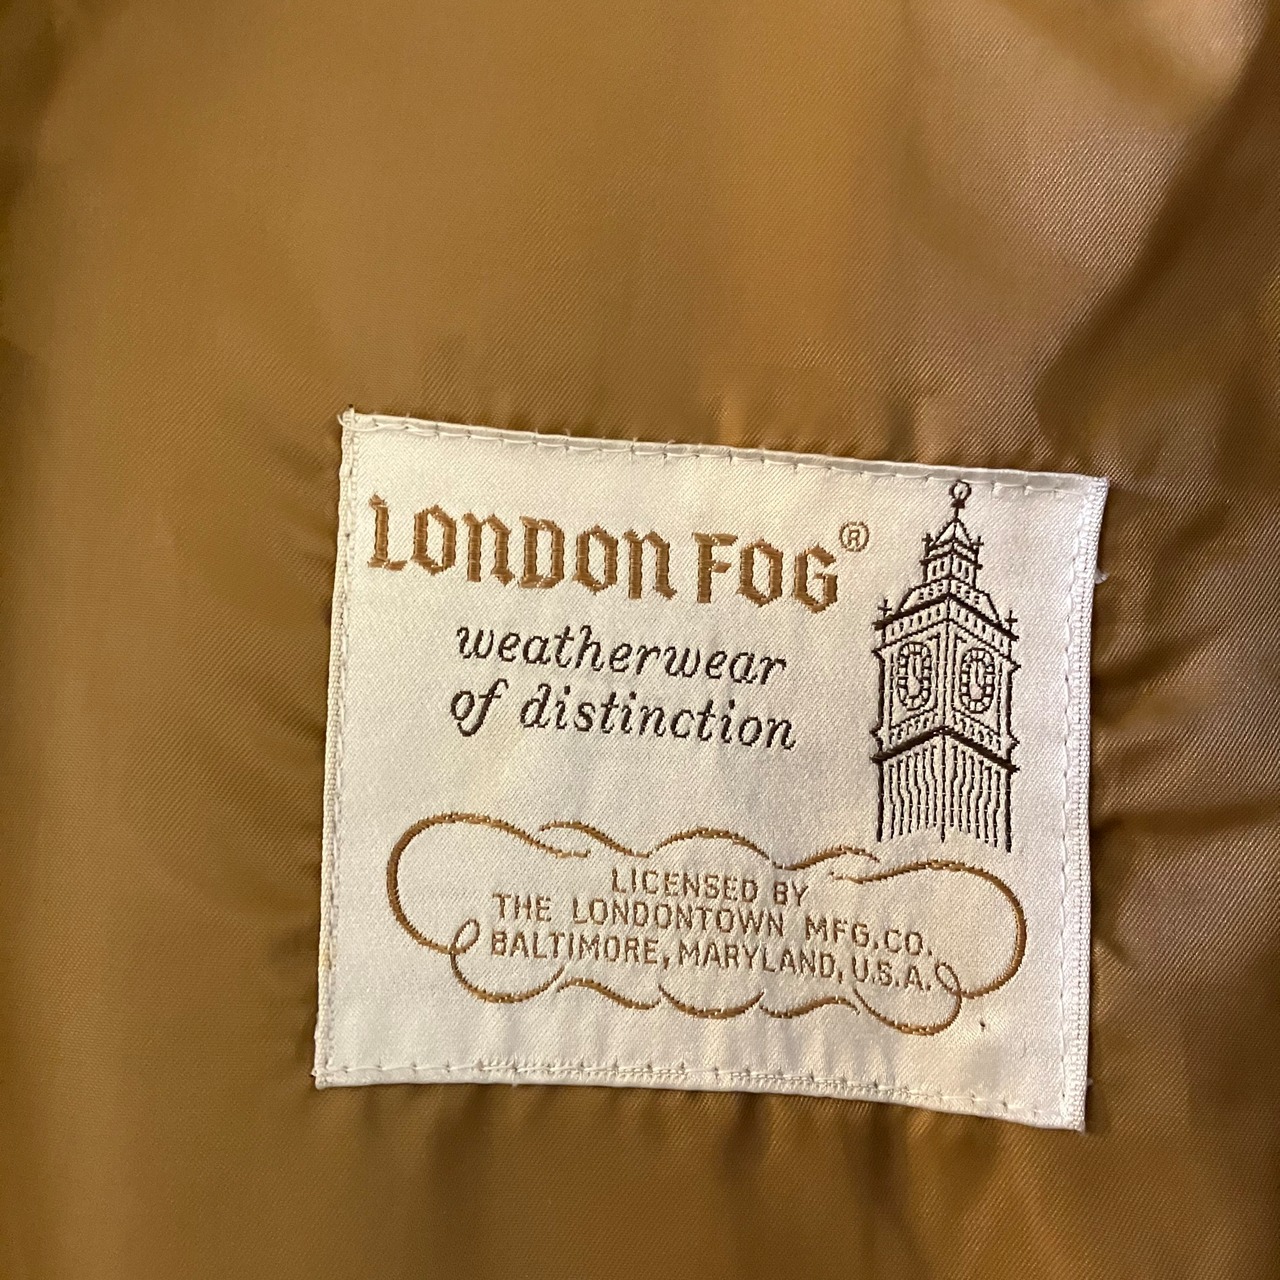 LONDON FOG®
weatherwear
of distinction
LICENSED BY
THE LONDONTOWN MFG.CO.
BALTIMORE, MARYLAND, U.S.A.